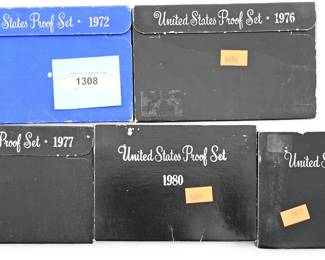 States Proof Set · 1972
1308
United States Proof Set · 1976
Proof Set · 1977
United States Proof Set
1980
United S